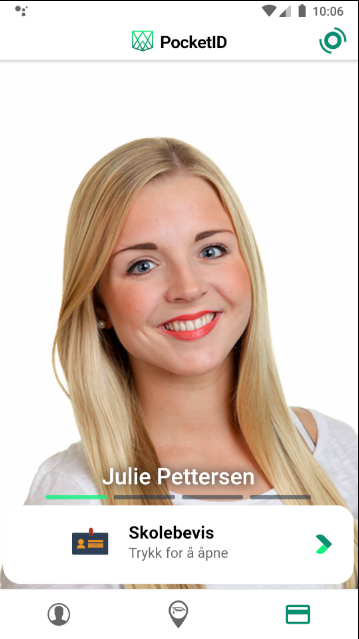 10:06
PocketID
Julie Pettersen
Skolebevis
Trykk for å åpne